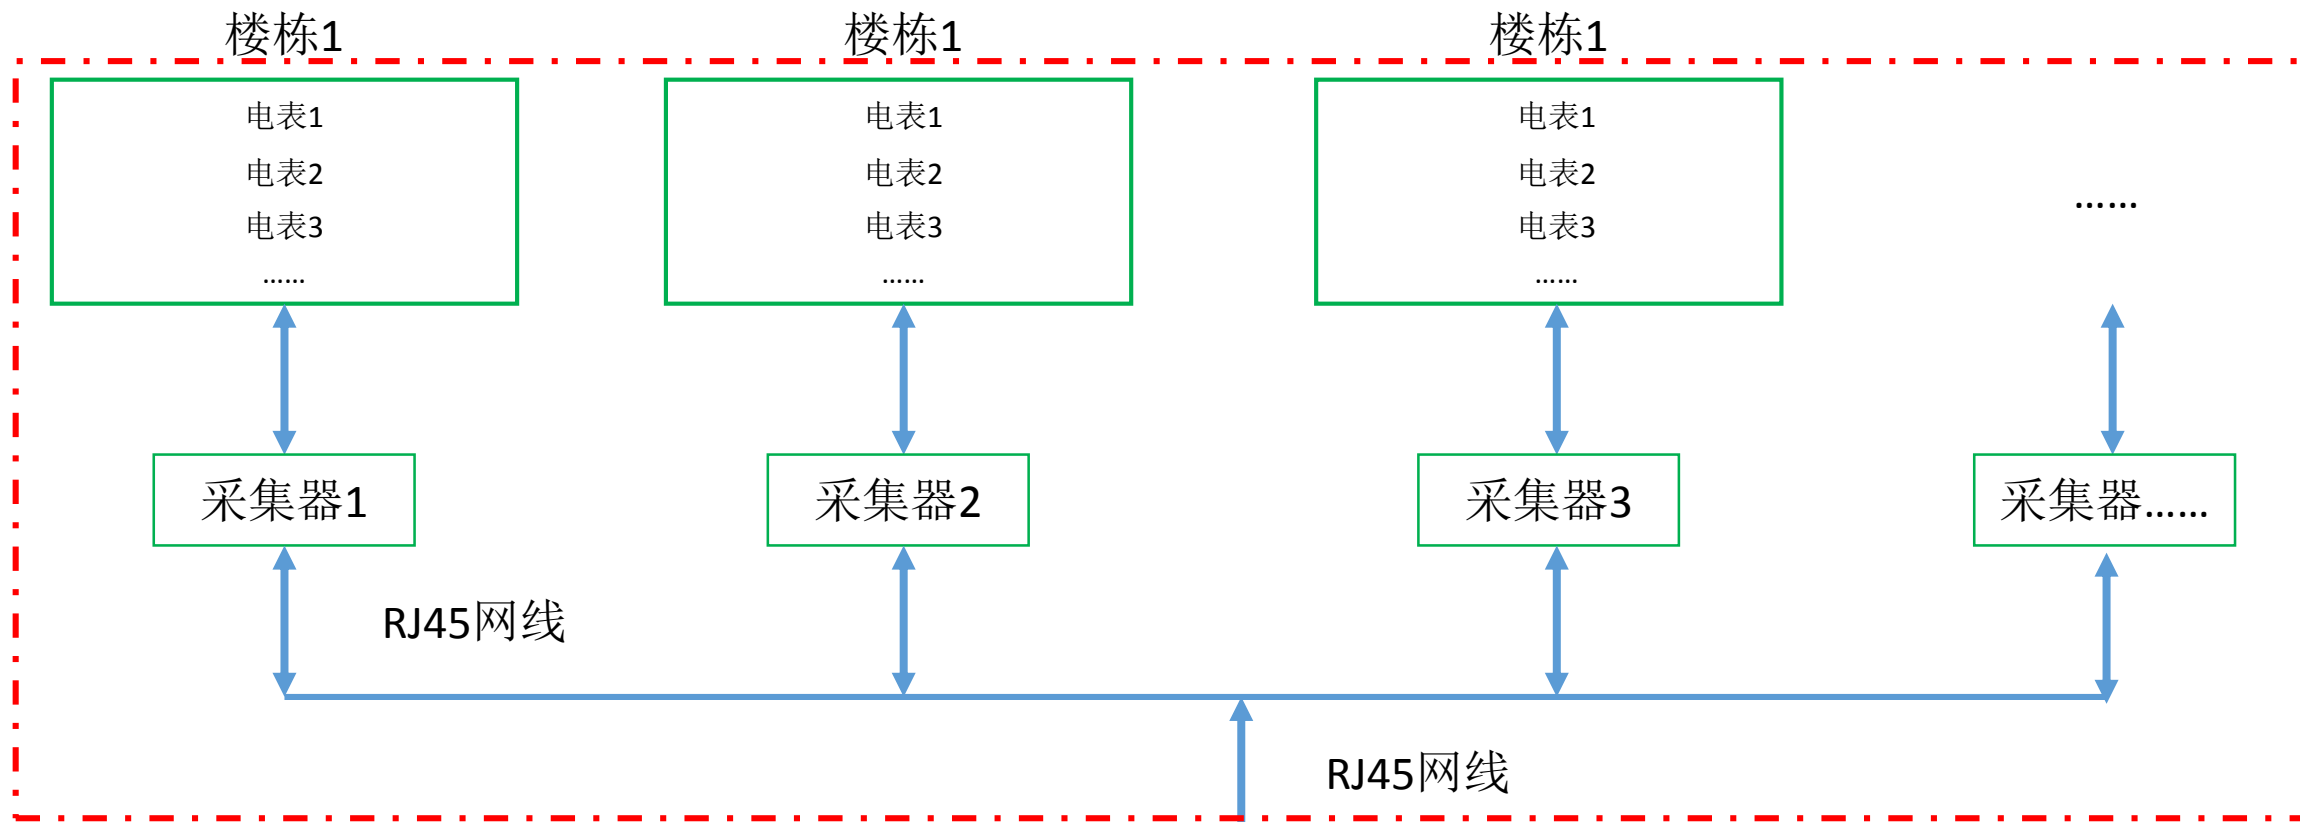 楼栋1
楼栋1
楼栋1
电表1
电表2
电表3
……
电表1
电表2
电表3
……
电表1
电表2
电表3
……
……
采集器1
采集器2
采集器3
采集器……
RJ45网线
RJ45网线